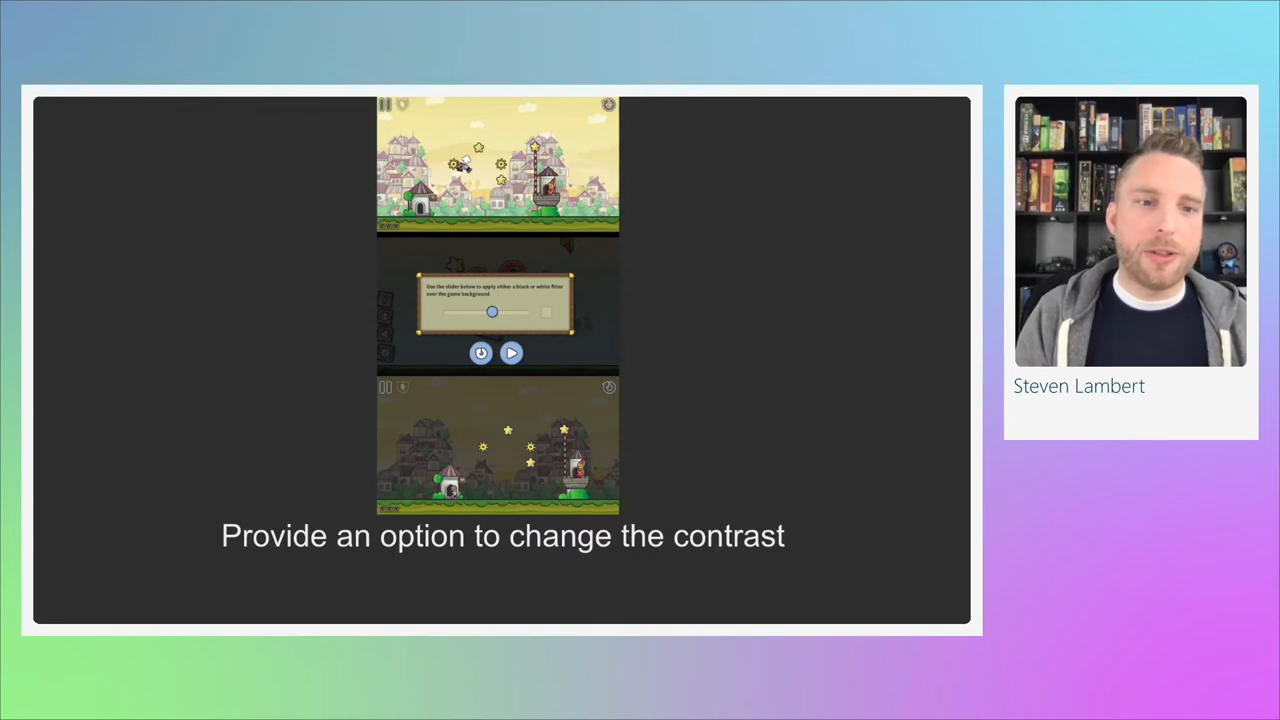 Use the slider below to apply either a black or white filter
over the game background
Provide an option to change the contrast
Steven Lambert